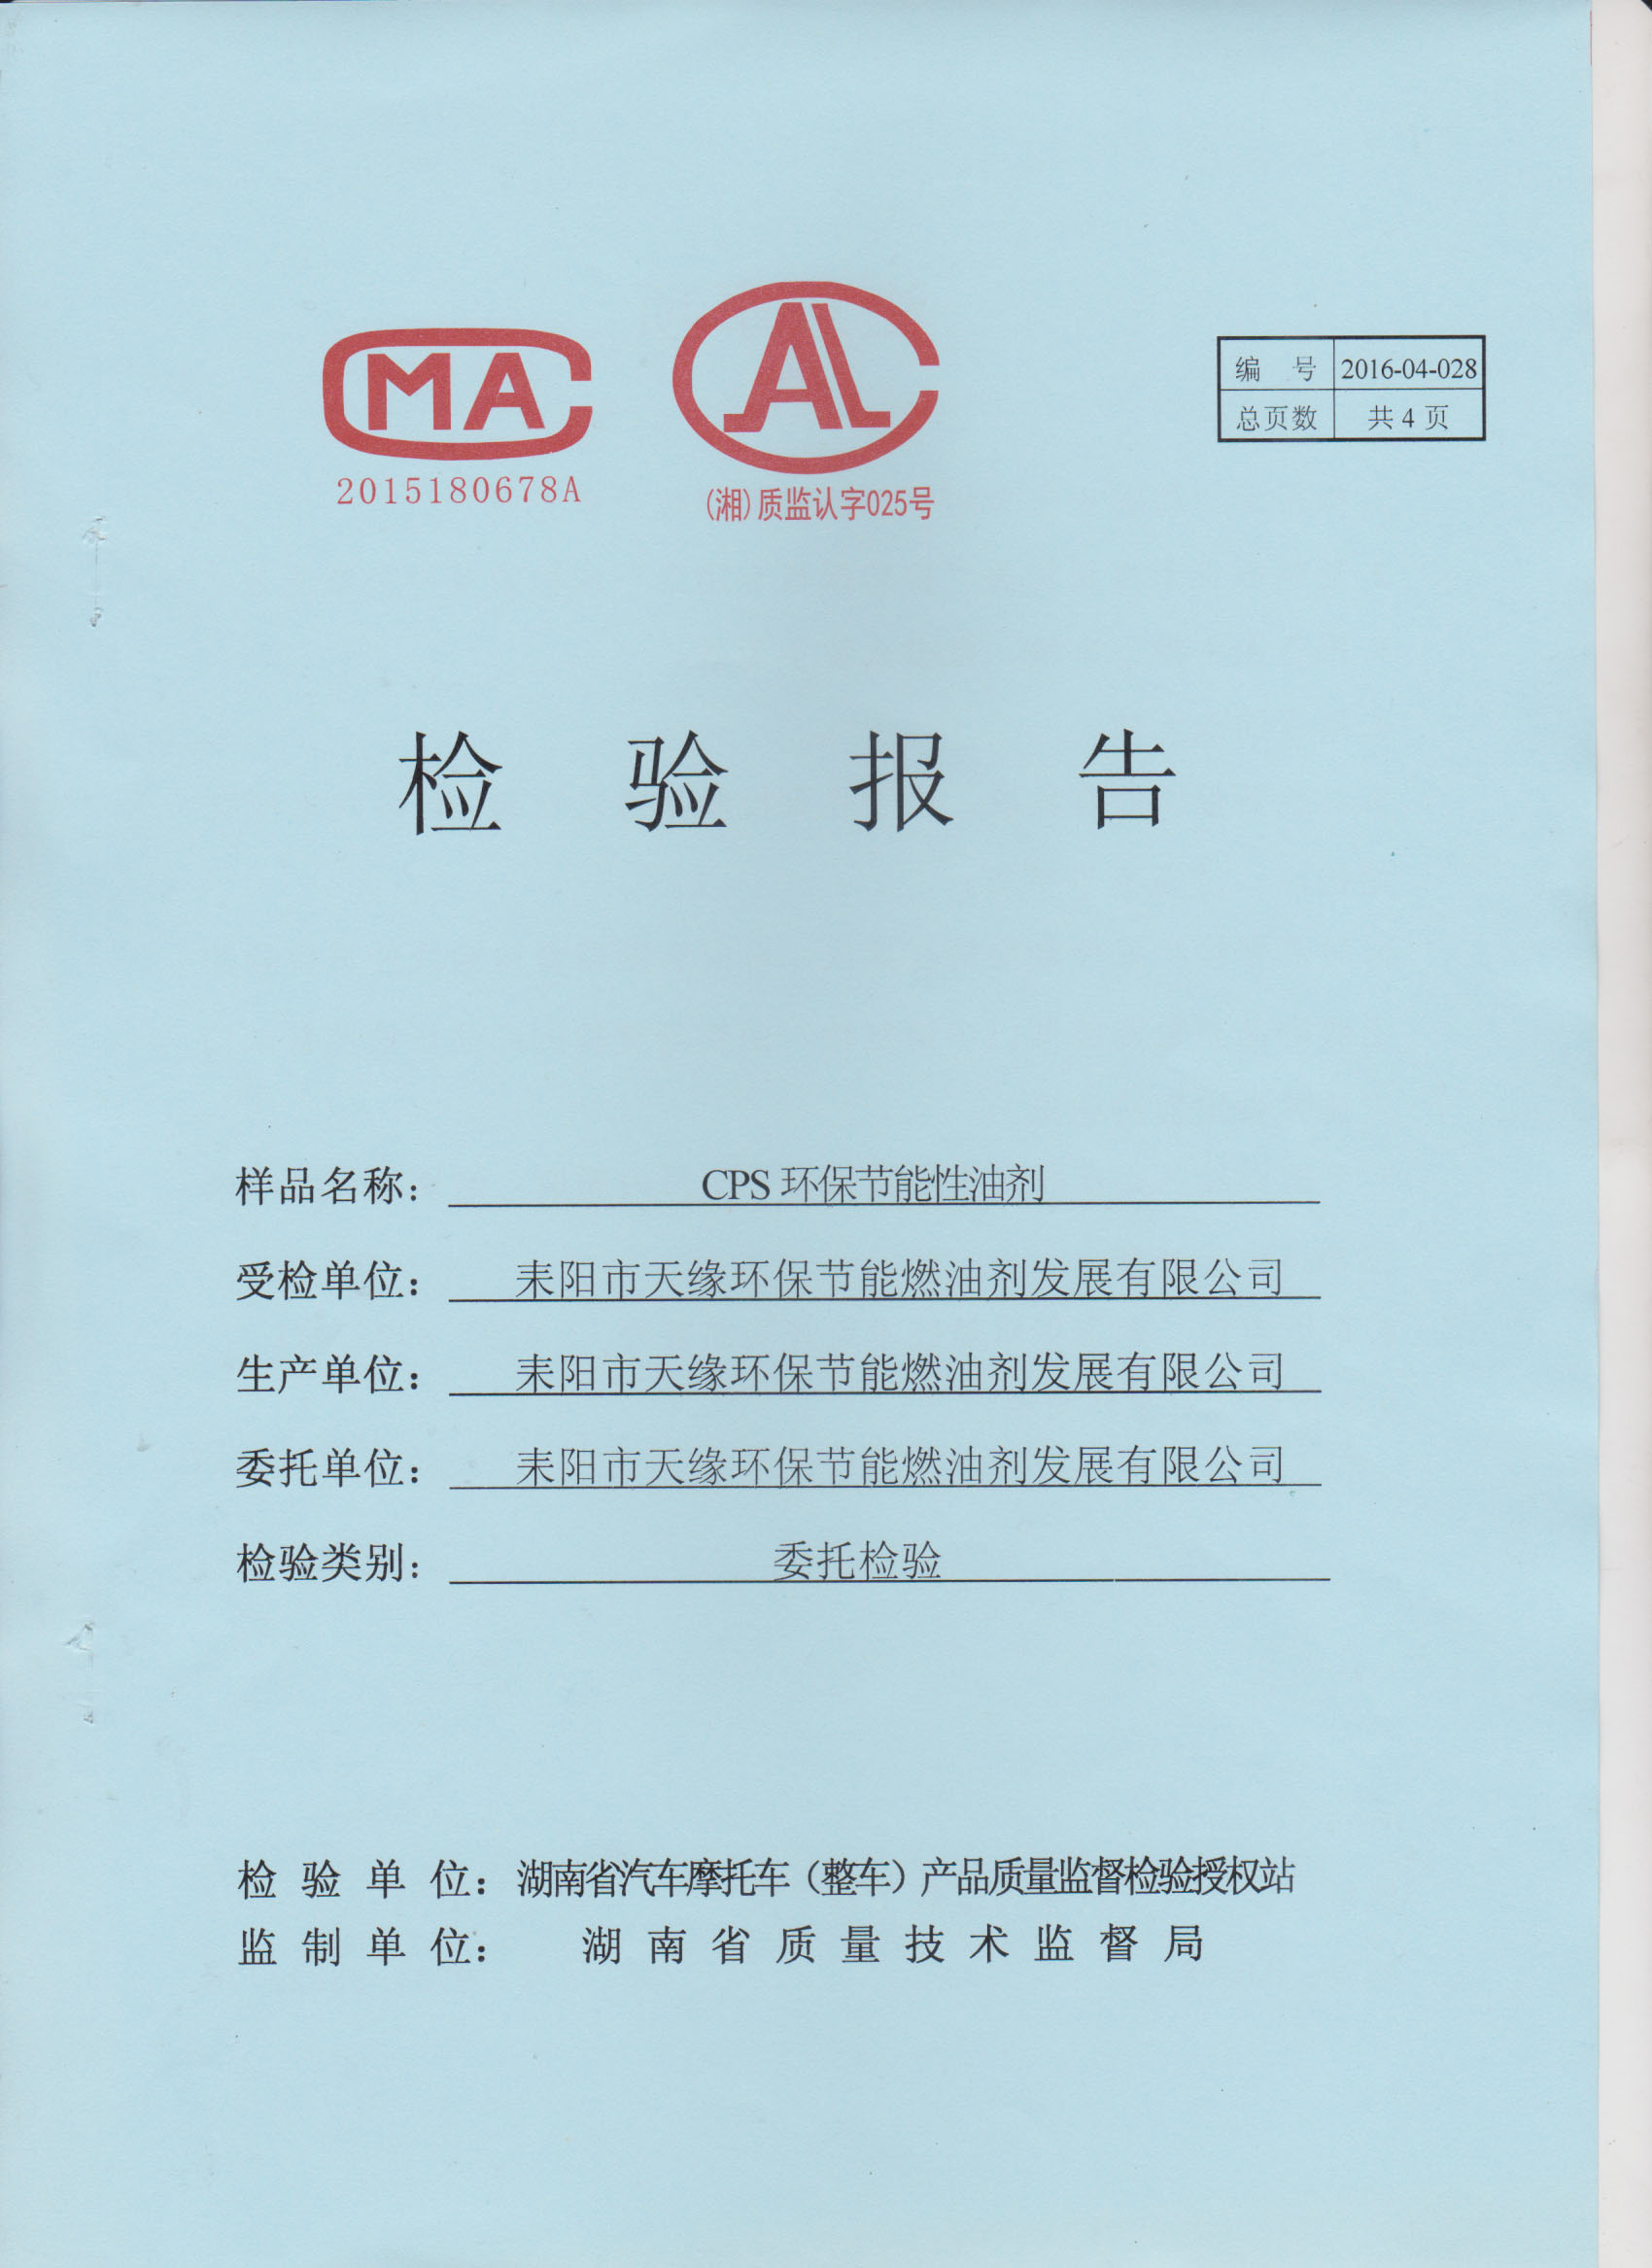 MA
2015180678A
CAL
(湘)质监认字025号
编 号 2016-04-028
总页数 共 4 页
检验报告
样品名称: CPS 环保节能性油剂
受检单位: 耒阳市天缘环保节能燃油剂发展有限公司
生产单位: 耒阳市天缘环保节能燃油剂发展有限公司
委托单位: 耒阳市天缘环保节能燃油剂发展有限公司
检验类别: 委托检验
检验单位: 湖南省汽车摩托车(整车)产品质量监督检验授权站
监制单位: 湖南省质量技术监督局